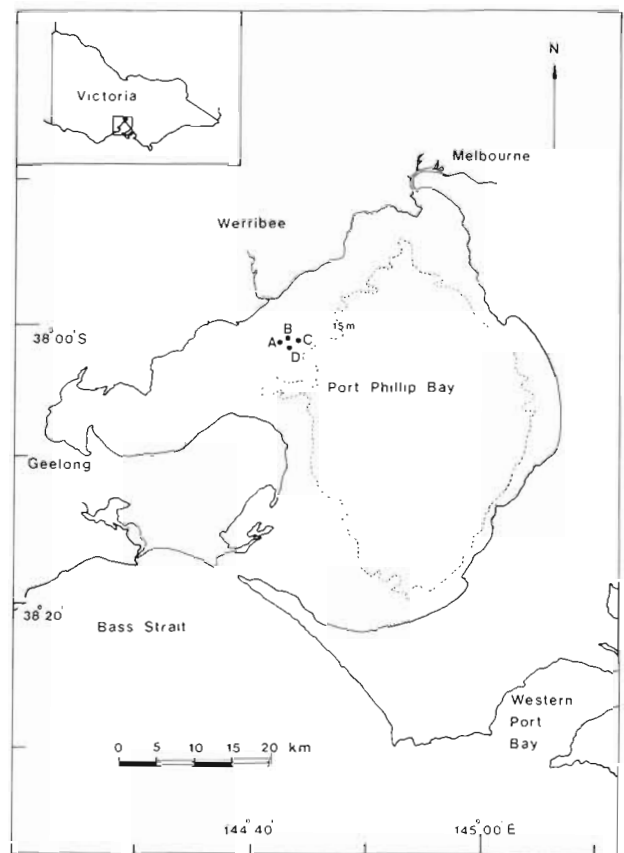 Victoria
N
Melbourne
Werribee
38°00'S
15m
B
A C
D
Port Phillip Bay
Geelong
38°20'
Bass Strait
Western
Port
Bay
0 5 10 15 20 km
144°40' 145°00'E